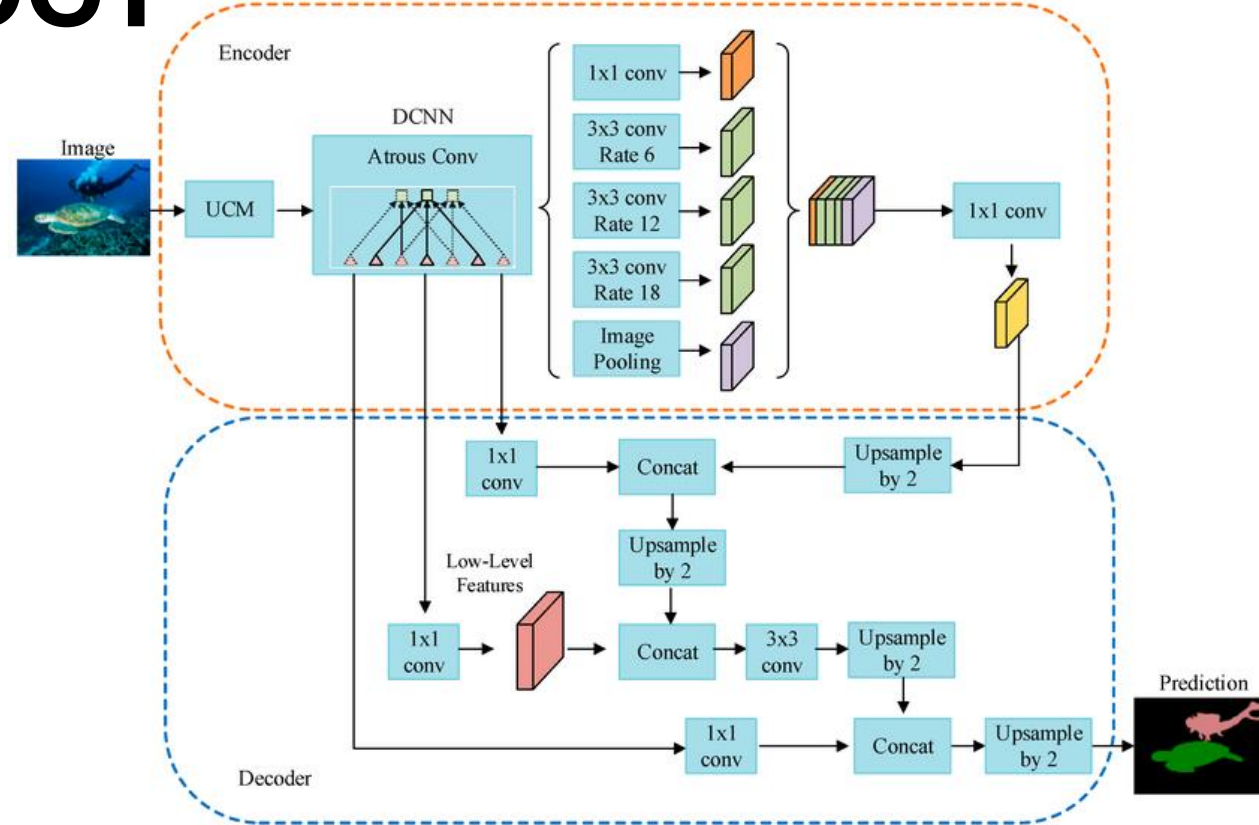 Encoder
Image
UCM
DCNN
Atrous Conv
1x1 conv
3x3 conv
Rate 6
3x3 conv
Rate 12
3x3 conv
Rate 18
Image
Pooling
1x1 conv
1x1
conv
Concat
Upsample
by 2
Upsample
by 2
Low-Level
Features
1x1
conv
Concat
3x3
conv
Upsample
by 2
1x1
conv
Concat
Upsample
by 2
Prediction
Decoder